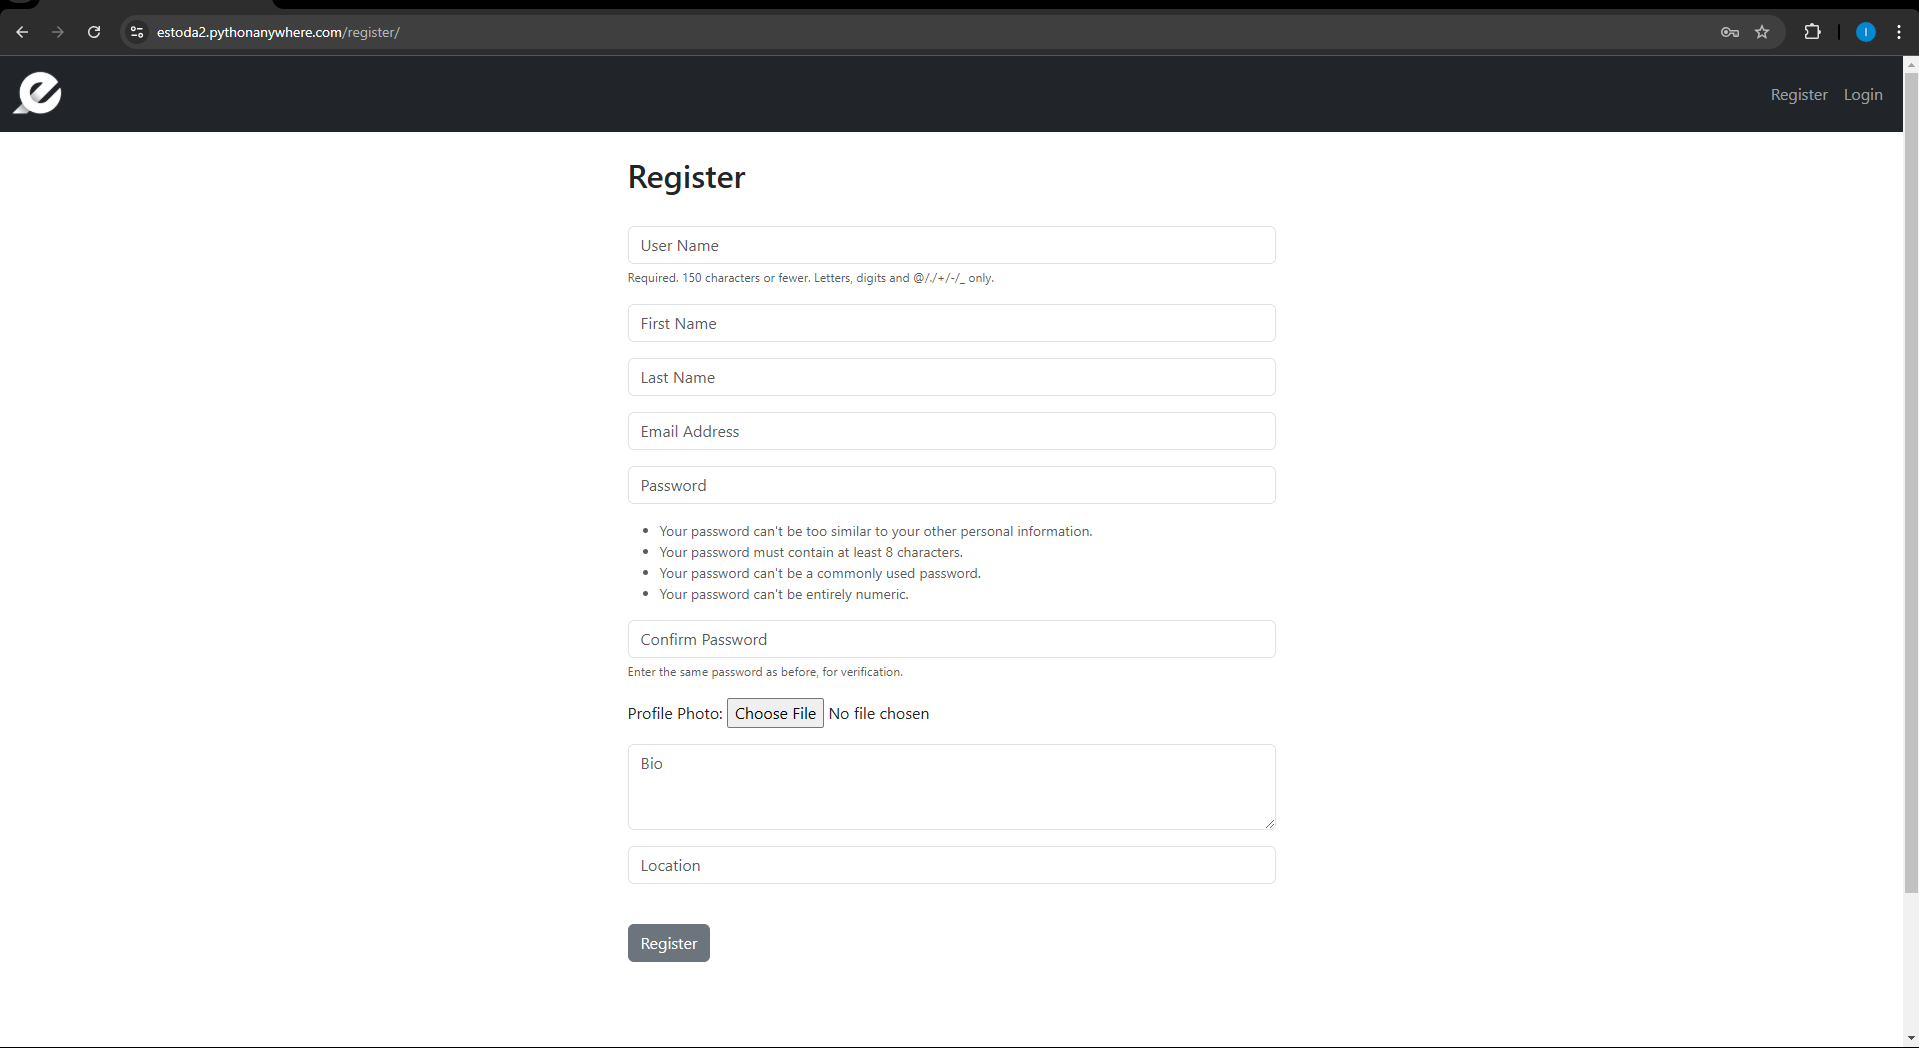 estoda2.pythonanywhere.com/register/
I
Register Login
Register
User Name
Required. 150 characters or fewer. Letters, digits and @/./+/-/_ only.
First Name
Last Name
Email Address
Password
• Your password can't be too similar to your other personal information.
• Your password must contain at least 8 characters.
• Your password can't be a commonly used password.
• Your password can't be entirely numeric.
Confirm Password
Enter the same password as before, for verification.
Profile Photo: Choose File No file chosen
Bio
Location
Register